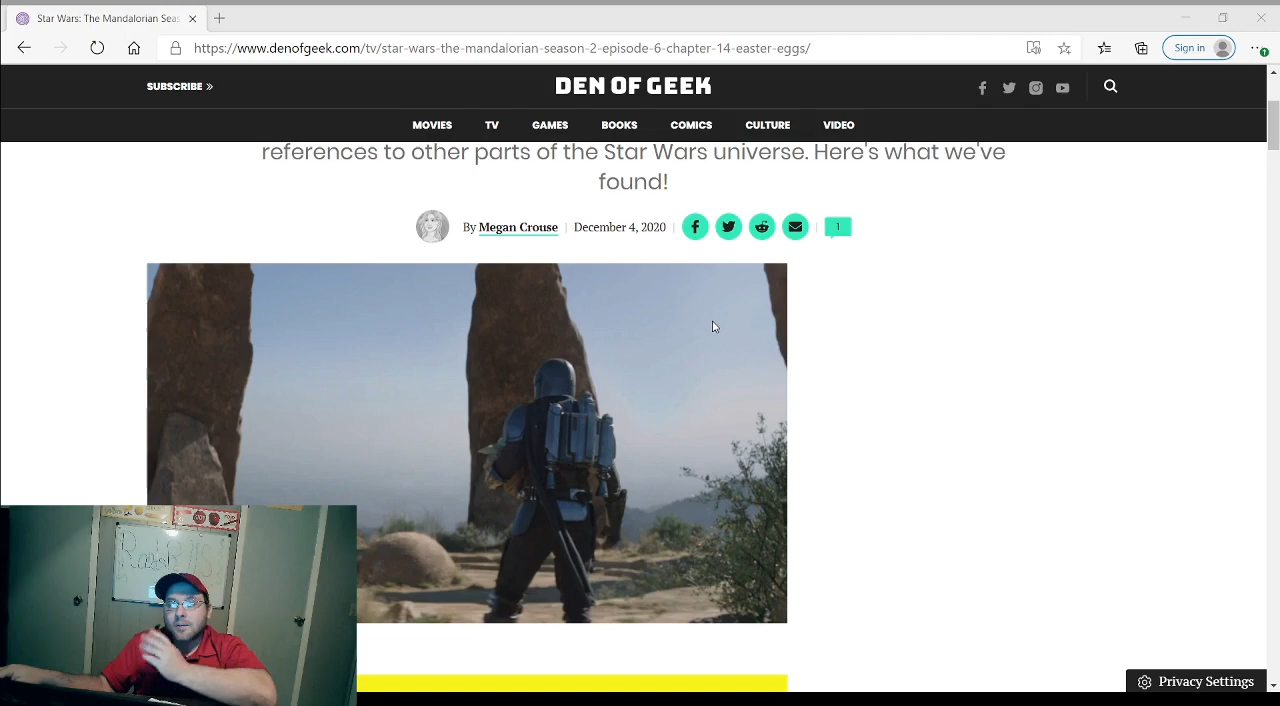 Star Wars: The Mandalorian Seas
https://www.denofgeek.com/tv/star-wars-the-mandalorian-season-2-episode-6-chapter-14-easter-eggs/
Sign in
SUBSCRIBE »
DEN OF GEEK
MOVIES TV GAMES BOOKS COMICS CULTURE VIDEO
references to other parts of the Star Wars universe. Here's what we've
found!
By Megan Crouse | December 4, 2020 | 1
Privacy Settings